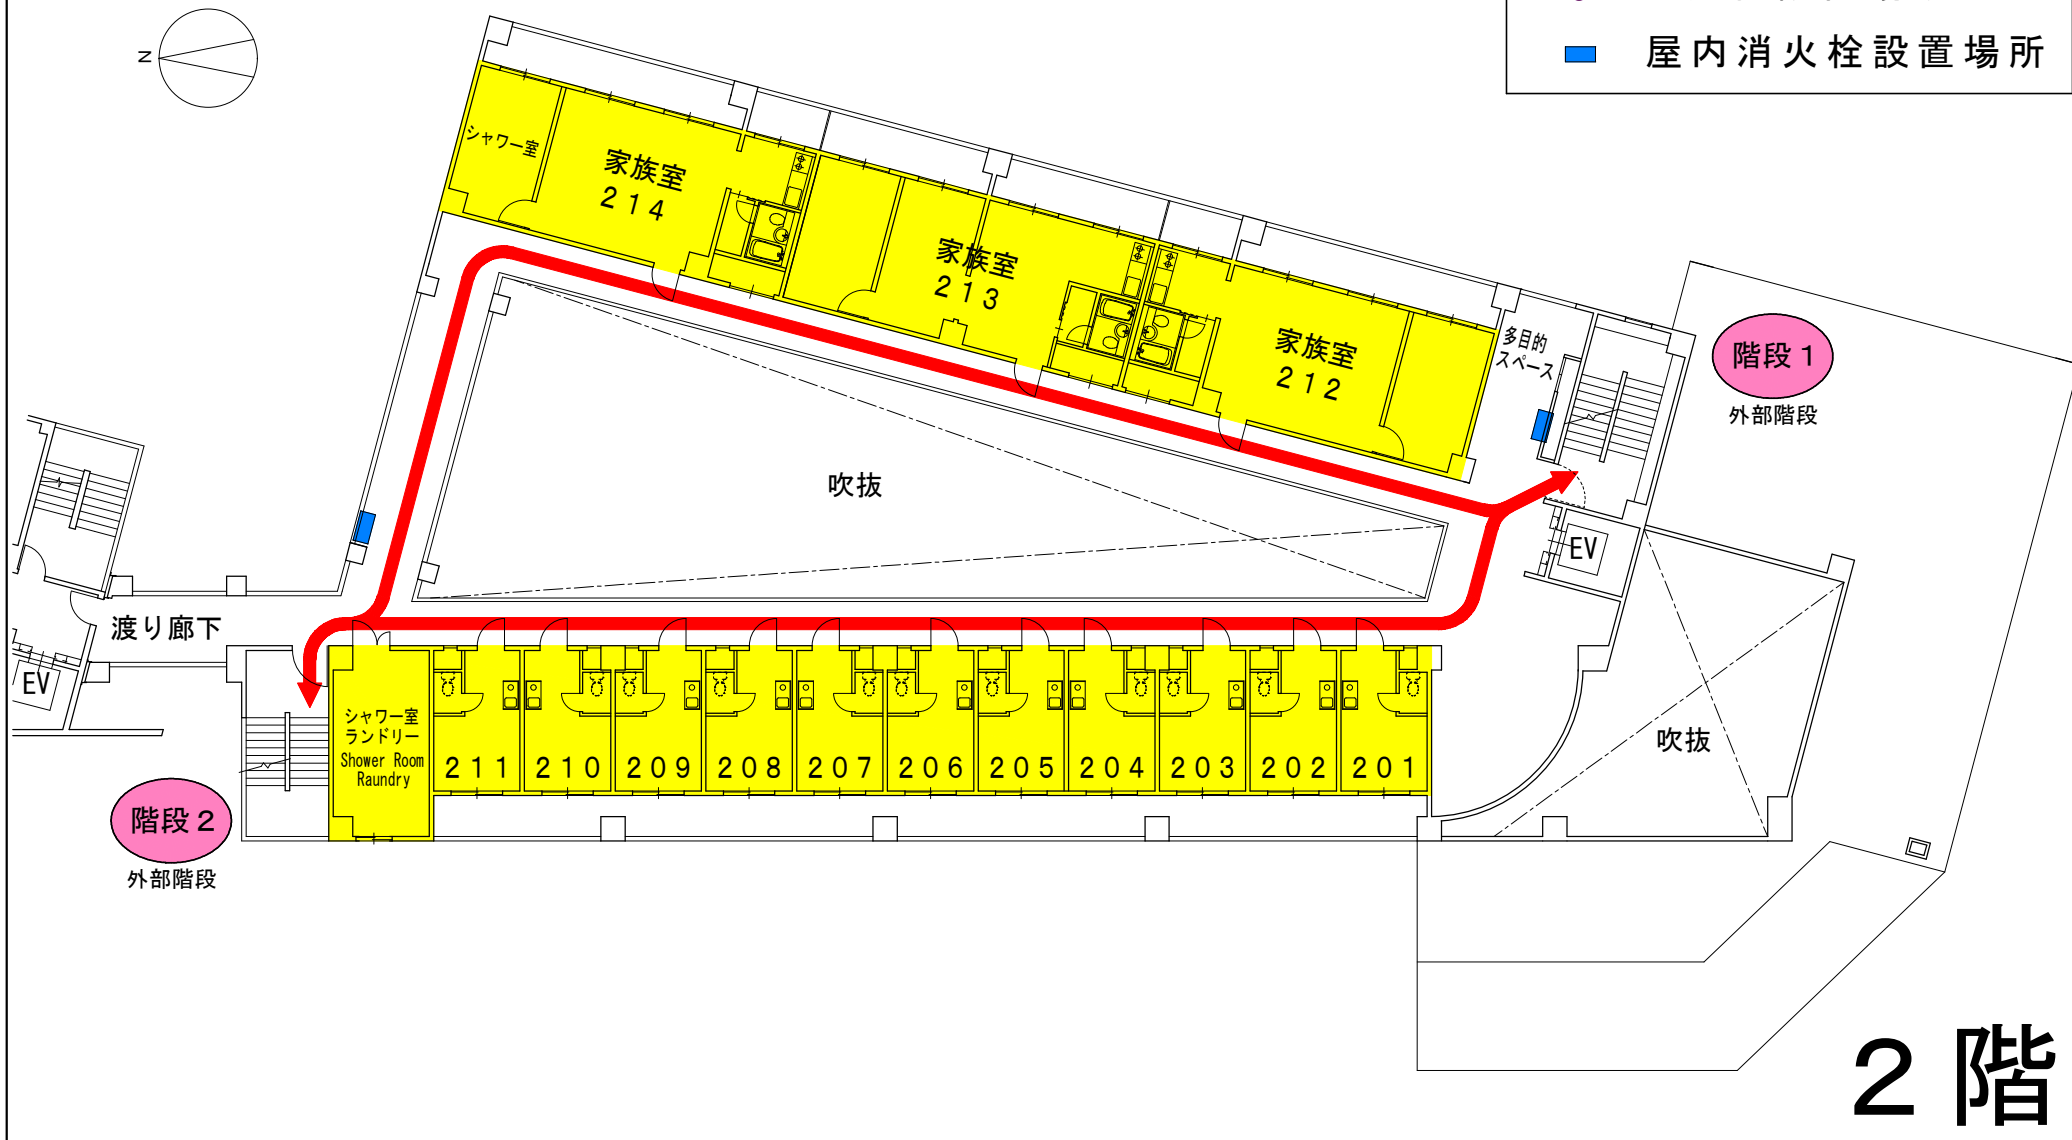 屋内消火栓設置場所
N
シャワー室
家族室
２１４
家族室
２１３
家族室
２１２
多目的
スペース
階段１
外部階段
吹抜
EV
渡り廊下
EV
シャワー室
ランドリー
Shower Room
Raundry
２１１
２１０
２０９
２０８
２０７
２０６
２０５
２０４
２０３
２０２
２０１
吹抜
階段２
外部階段
２階